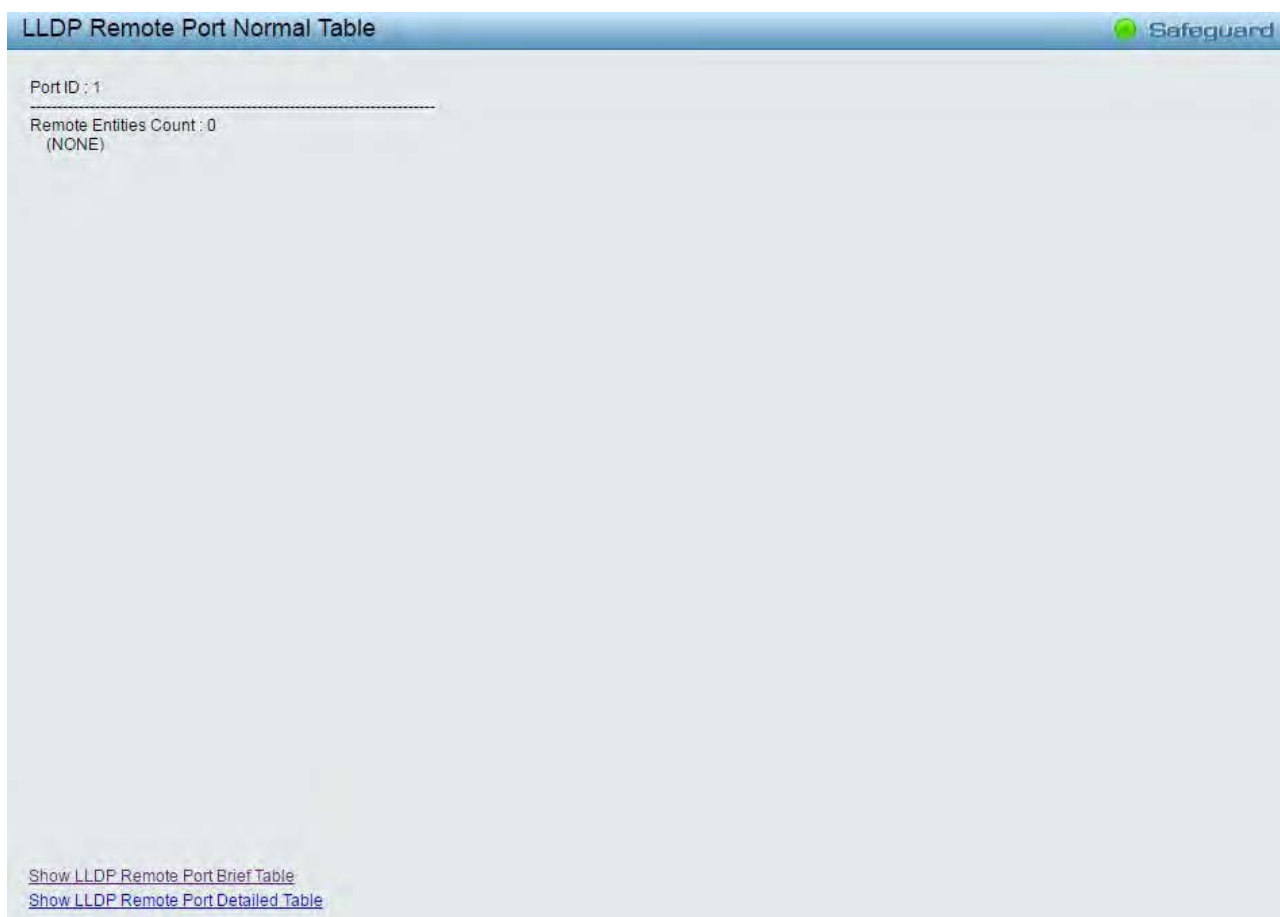 LLDP Remote Port Normal Table
Safeguard
Port ID : 1
--------------------------------------------------------------------------------
Remote Entities Count : 0
(NONE)
Show LLDP Remote Port Brief Table
Show LLDP Remote Port Detailed Table